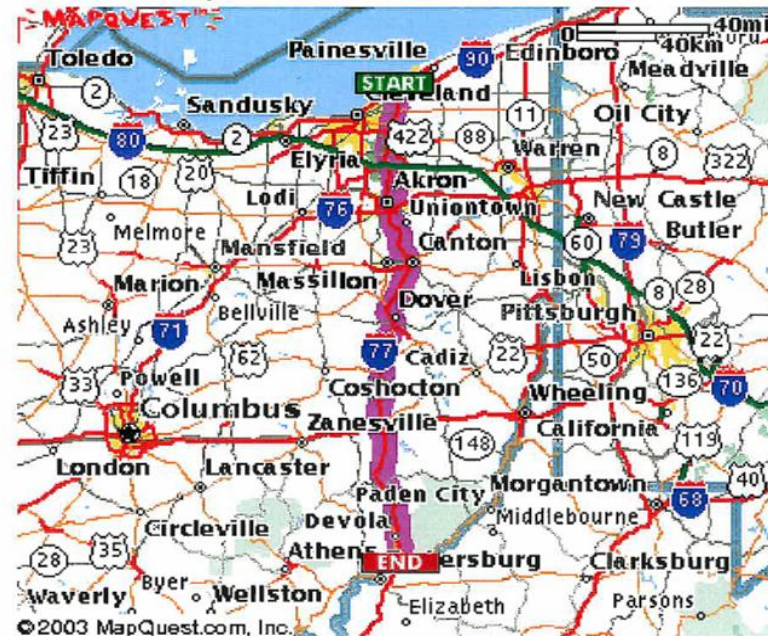 MAPQUEST
0 40mi
40km
Painesville
90
Edinboro
Toledo
START
Meadville
2
Cleveland
Sandusky
11
Oil City
23
80
2
422
88
Elyria
Warren
8
322
Tiffin
18
20
Akron
Lodi
76
Uniontown
New Castle
Melmore
Butler
23
Mansfield
Canton
60
79
Marion
Massillon
Lisbon
8
28
Ashley
Bellville
Dover
Pittsburgh
71
22
62
77
Cadiz
22
50
33
Powell
Coshocton
136
70
Columbus
Wheeling
Zanesville
California
148
119
London
Lancaster
40
Paden City
Morgantown
68
Circleville
Devola
Middlebourne
28
35
Athens
END
ersburg
Clarksburg
Byer
Waverly
Wellston
Elizabeth
Parsons
©2003 MapQuest.com, Inc.